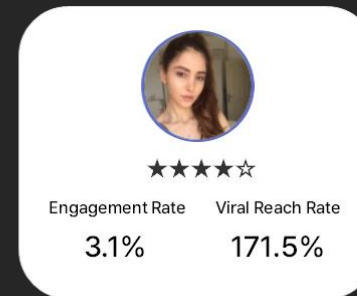 ★★★★☆
Engagement Rate Viral Reach Rate
3.1% 171.5%